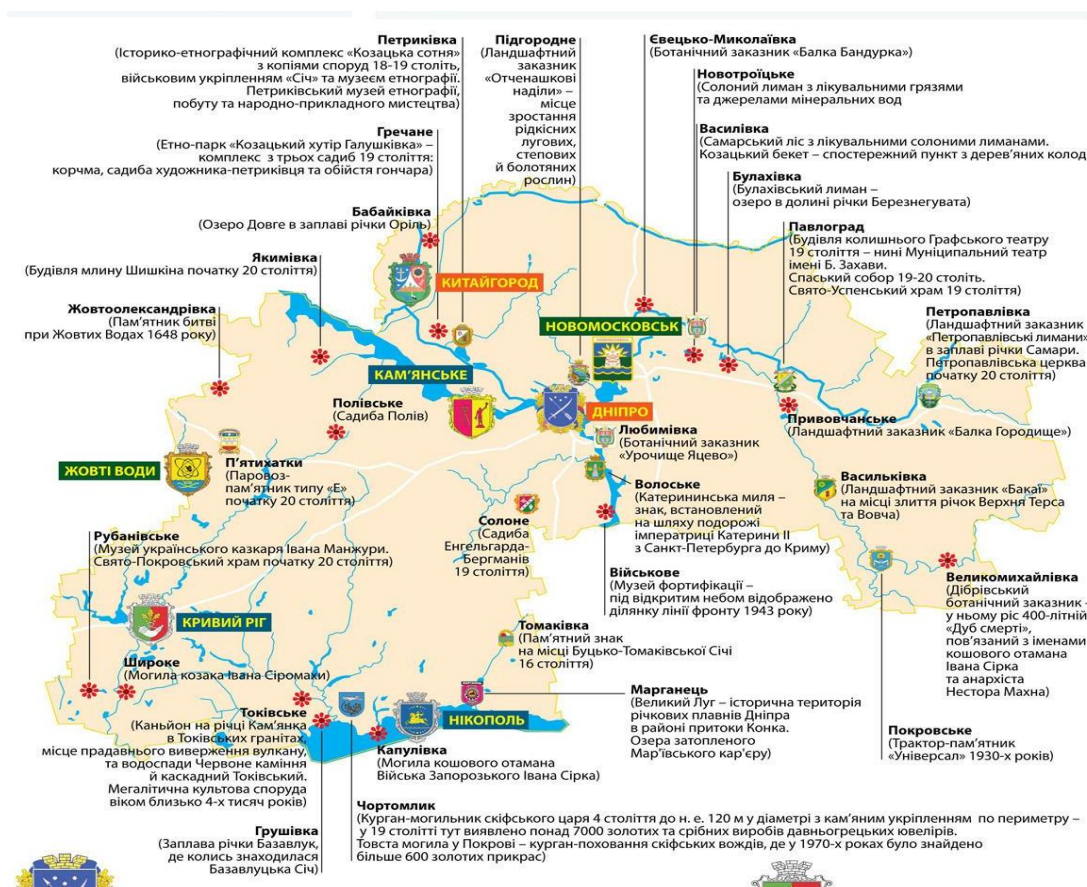 Петриківка
(Історико-етнографічний комплекс «Козацька сотня»
з копіями споруд 18-19 століть,
військовим укріпленням «Січ» та музеєм етнографії.
Петриківський музей етнографії,
побуту та народно-прикладного мистецтва)
Підгородне
(Ландшафтний
заказник
«Отченашкові
наділи» –
місце
зростання
рідкісних
лугових,
степових
й болотяних
рослин)
Євецько-Миколаївка
(Ботанічний заказник «Балка Бандурка»)
Новотроїцьке
(Солоний лиман з лікувальними грязями
та джерелами мінеральних вод
Гречане
(Етно-парк «Козацький хутір Галушківка» –
комплекс з трьох садиб 19 століття:
корчма, садиба художника-петриківця та обійстя гончара)
Василівка
(Самарський ліс з лікувальними солоними лиманами.
Козацький бекет – спостережний пункт з дерев’яних колод
Булахівка
(Булахівський лиман –
озеро в долині річки Березнегувата)
Бабайківка
(Озеро Довге в заплаві річки Оріль)
Павлоград
(Будівля колишнього Графського театру
19 століття – нині Муніципальний театр
імені Б. Захави.
Спаський собор 19-20 століть.
Свято-Успенський храм 19 століття)
Якимівка
(Будівля млину Шишкіна початку 20 століття)
КИТАЙГОРОД
Жовтоолександрівка
(Пам’ятник битві
при Жовтих Водах 1648 року)
НОВОМОСКОВСЬК
Петропавлівка
(Ландшафтний заказник
«Петропавлівські лимани»
в заплаві річки Самари.
Петропавлівська церква
початку 20 століття)
КАМ’ЯНСЬКЕ
Полівське
(Садиба Полів)
ДНІПРО
Любимівка
(Ботанічний заказник
«Урочище Яцево»)
Привовчанське
(Ландшафтний заказник «Балка Городище»)
ЖОВТІ ВОДИ
П’ятихатки
(Паровоз-
пам’ятник типу «Е»
початку 20 століття)
Волоське
(Катерининська миля –
знак, встановлений
на шляху подорожі
імператриці Катерини ІІ
з Санкт-Петербурга до Криму)
Васильківка
(Ландшафтний заказник «Бакаї»
на місці злиття річок Верхня Терса
та Вовча)
Солоне
(Садиба
Енгельгарда-
Бергманів
19 століття)
Рубанівське
(Музей українського казкаря Івана Манжури.
Свято-Покровський храм початку 20 століття)
Військове
(Музей фортифікації –
під відкритим небом відображено
ділянку лінії фронту 1943 року)
Великомихайлівка
(Дібрівський
ботанічний заказник -
у ньому ріс 400-літній
«Дуб смерті»,
пов’язаний з іменами
кошового отамана
Івана Сірка
та анархіста
Нестора Махна)
КРИВИЙ РІГ
Томаківка
(Пам’ятний знак
на місці Буцько-Томаківської Січі
16 століття)
Широке
(Могила козака Івана Сіромахи)
Марганець
(Великий Луг – історична територія
річкових плавнів Дніпра
в районі притоки Конка.
Озера затопленого
Мар’ївського кар’єру)
Токівське
(Каньйон на річці Кам’янка
в Токівських гранітах,
місце прадавнього виверження вулкану,
та водоспади Червоне каміння
й каскадний Токівський.
Мегалітична культова споруда
віком близько 4-х тисяч років)
НІКОПОЛЬ
Капулівка
(Могила кошового отамана
Війська Запорозького Івана Сірка)
Покровське
(Трактор-пам’ятник
«Універсал» 1930-х років)
Чортомлик
(Курган-могильник скіфського царя 4 століття до н. е. 120 м у діаметрі з кам’яним укріпленням по периметру –
у 19 столітті тут виявлено понад 7000 золотих та срібних виробів давньогрецьких ювелірів.
Товста могила у Покрові – курган-поховання скіфських вождів, де у 1970-х роках було знайдено
більше 600 золотих прикрас)
Грушівка
(Заплава річки Базавлук,
де колись знаходилася
Базавлуцька Січ)